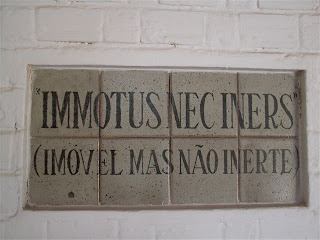 "IMMOTUS NEC INERS"
(IMÓVEL MAS NÃO INERTE)